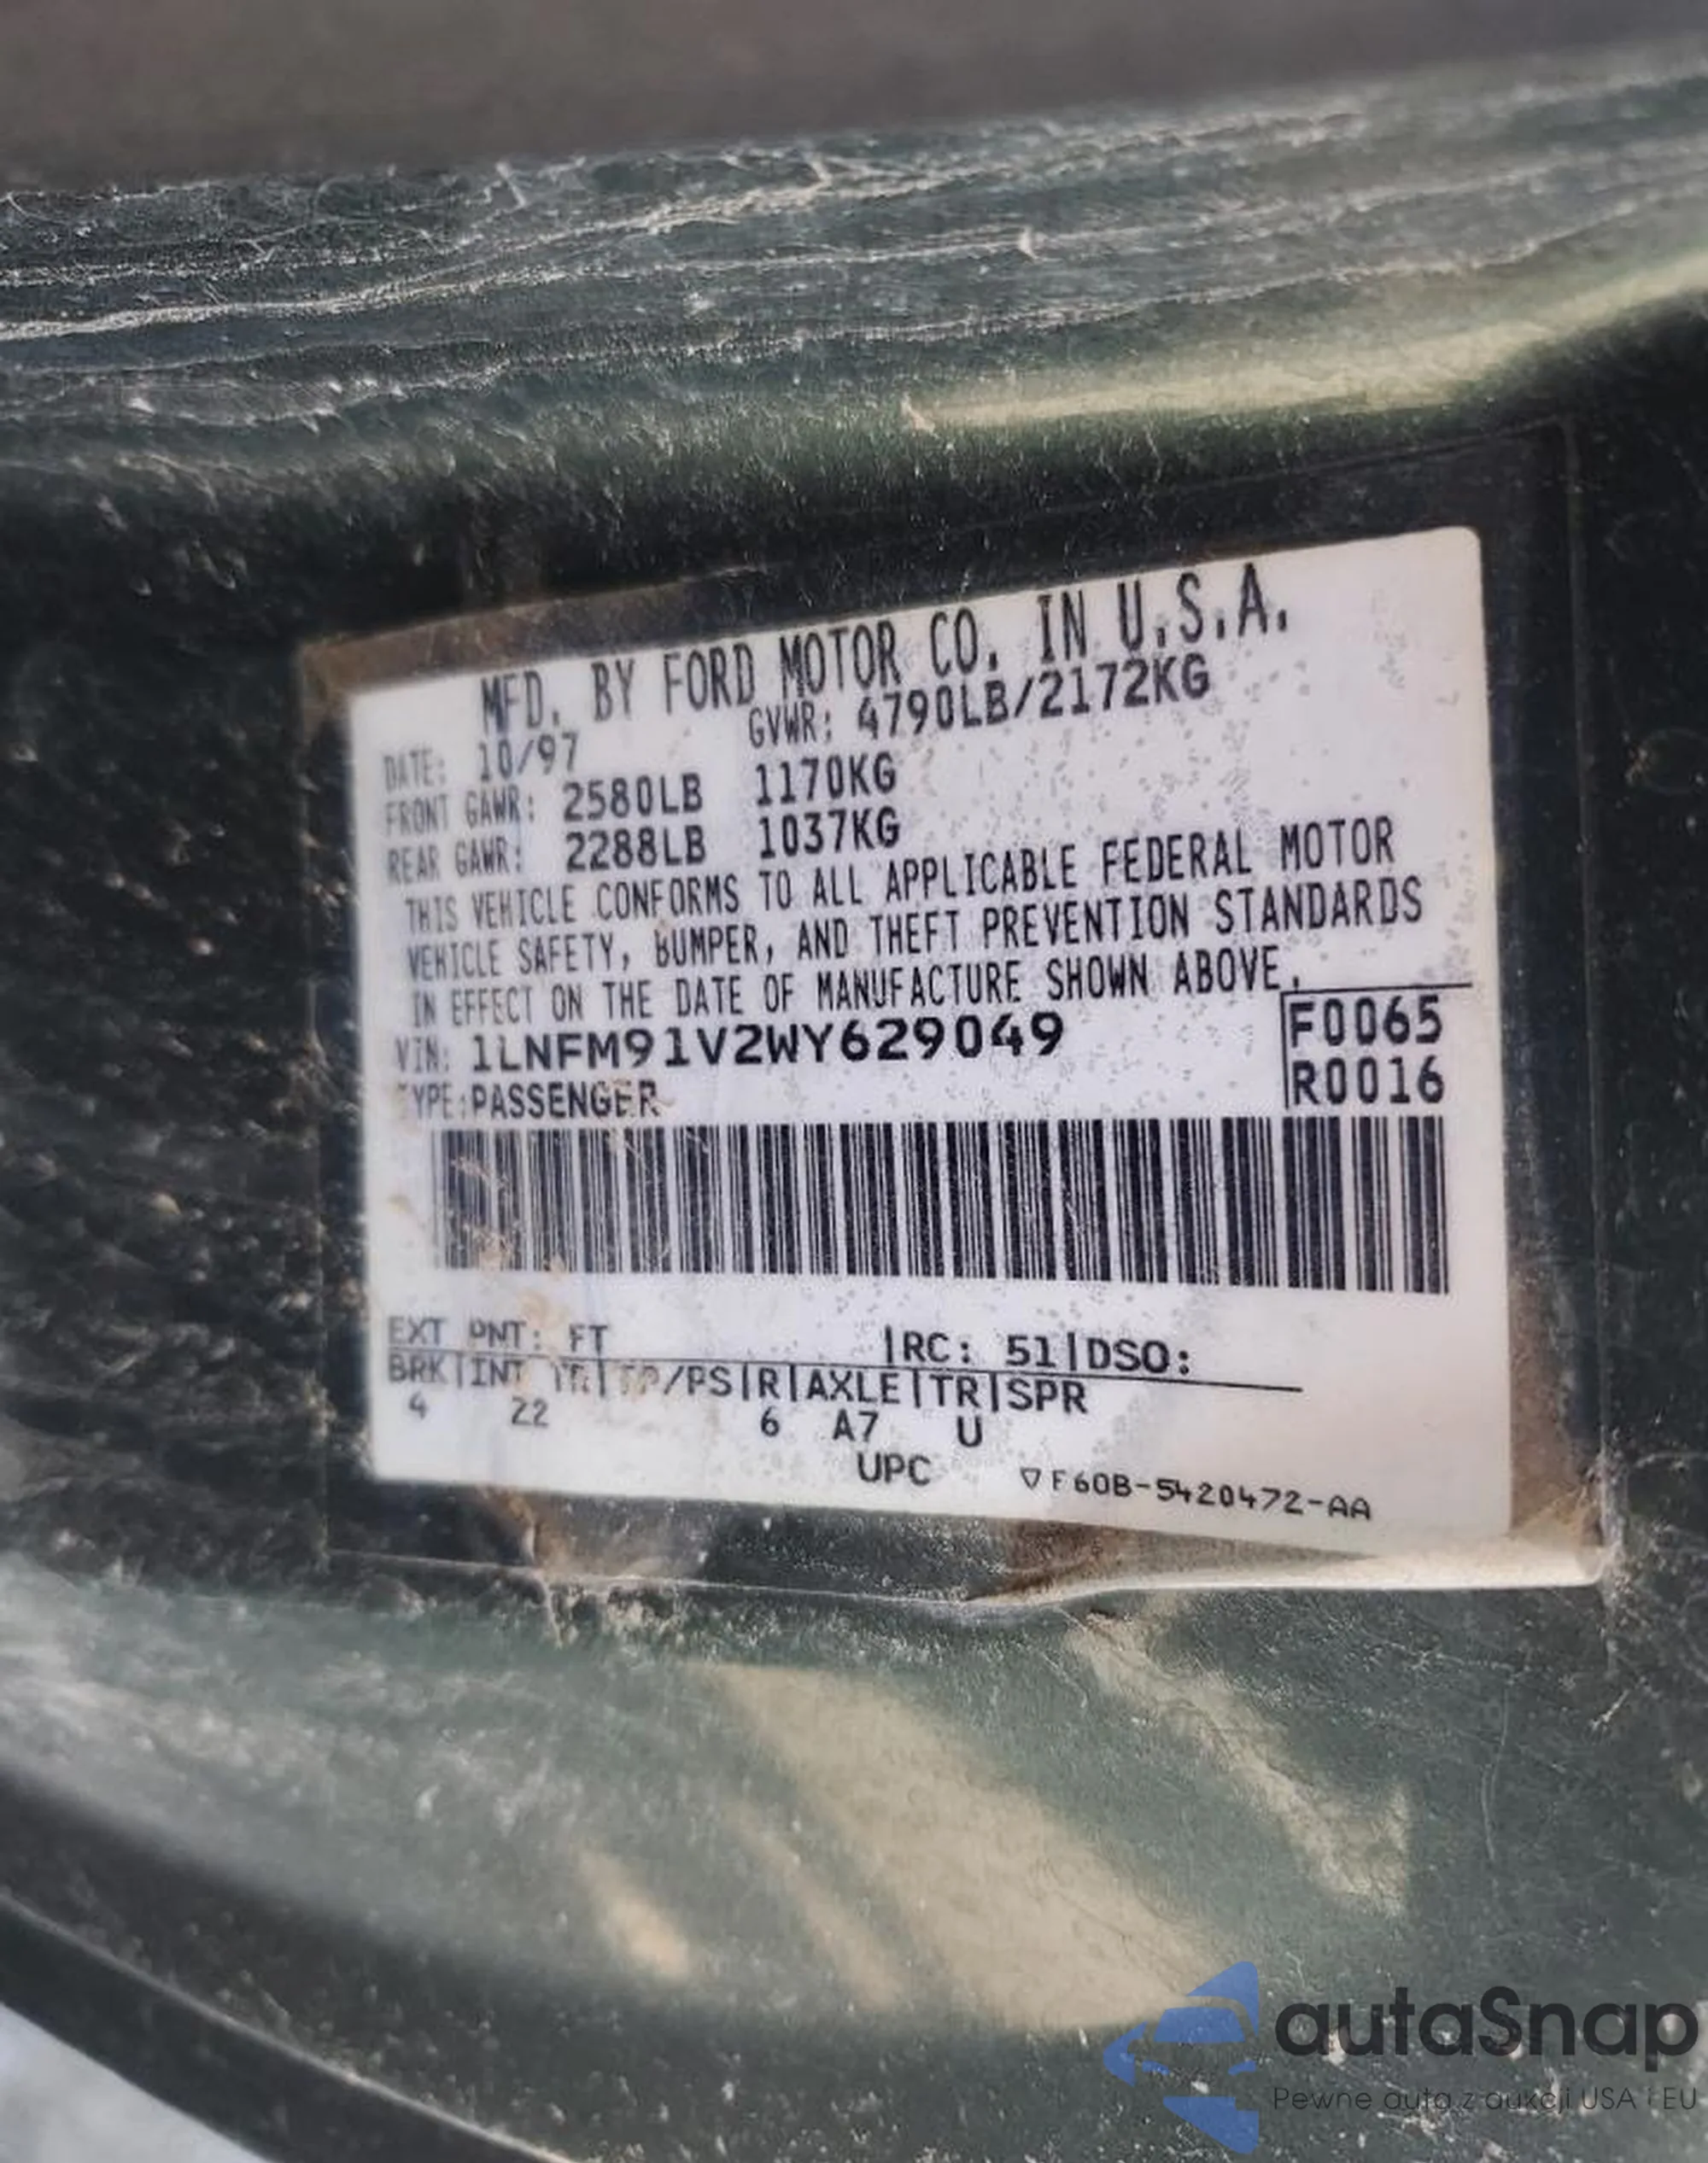 MFD. BY FORD MOTOR CO. IN U.S.A.
DATE: 10/97 GVWR: 4790LB/2172KG
FRONT GAWR: 2580LB 1170KG
REAR GAWR: 2288LB 1037KG
THIS VEHICLE CONFORMS TO ALL APPLICABLE FEDERAL MOTOR
VEHICLE SAFETY, BUMPER, AND THEFT PREVENTION STANDARDS
IN EFFECT ON THE DATE OF MANUFACTURE SHOWN ABOVE.
VIN: 1LNFM91V2WY629049 F0065
TYPE:PASSENGER R0016
EXT PNT: FT |RC: 51|DSO:
BRK|INT TR|TP/PS|R|AXLE|TR|SPR
4 22 6 A7 U
UPC ▽F60B-5420472-AA
autaSnap
Pewne auta z aukcji USA i EU